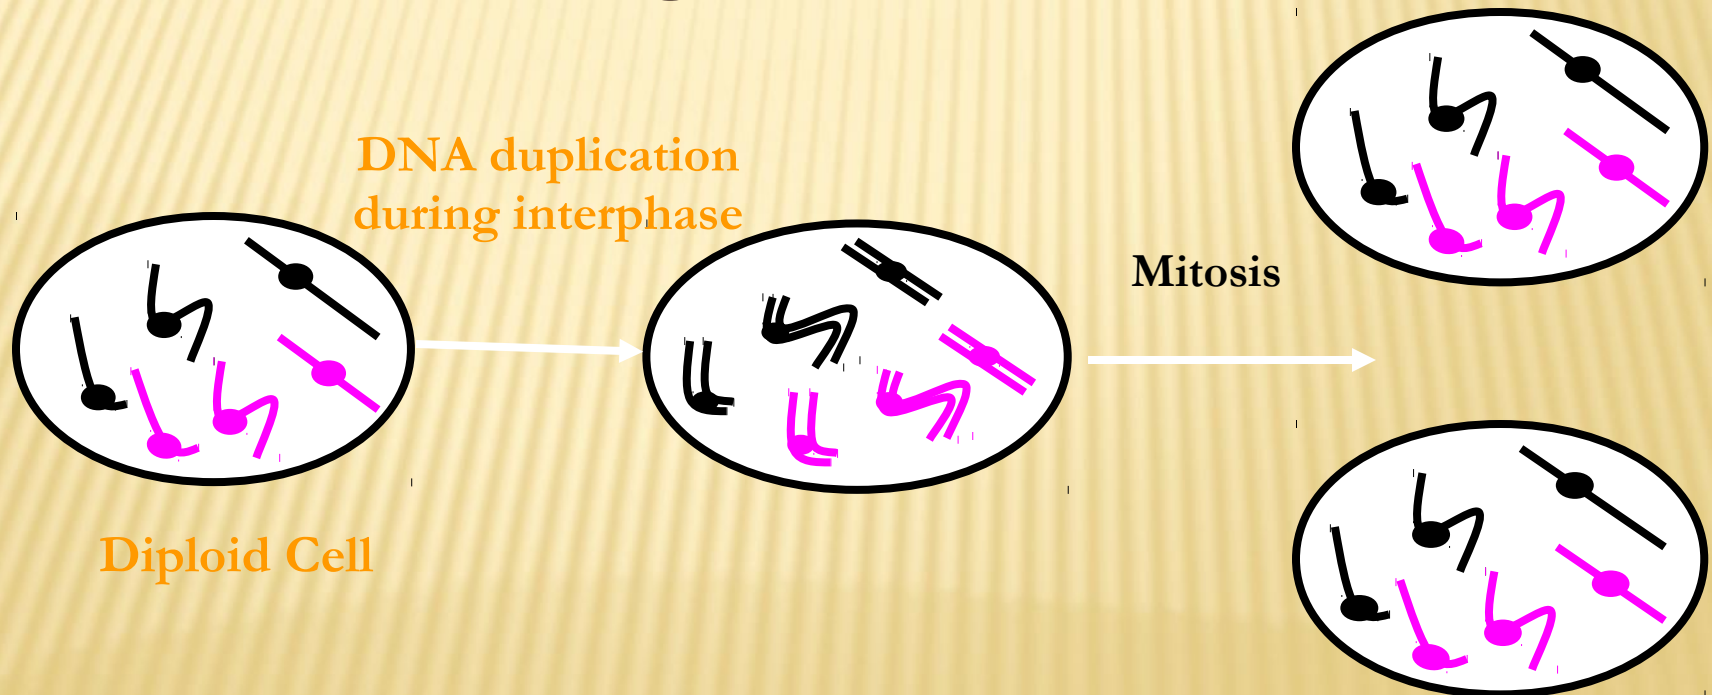 DNA duplication
during interphase
Mitosis
Diploid Cell